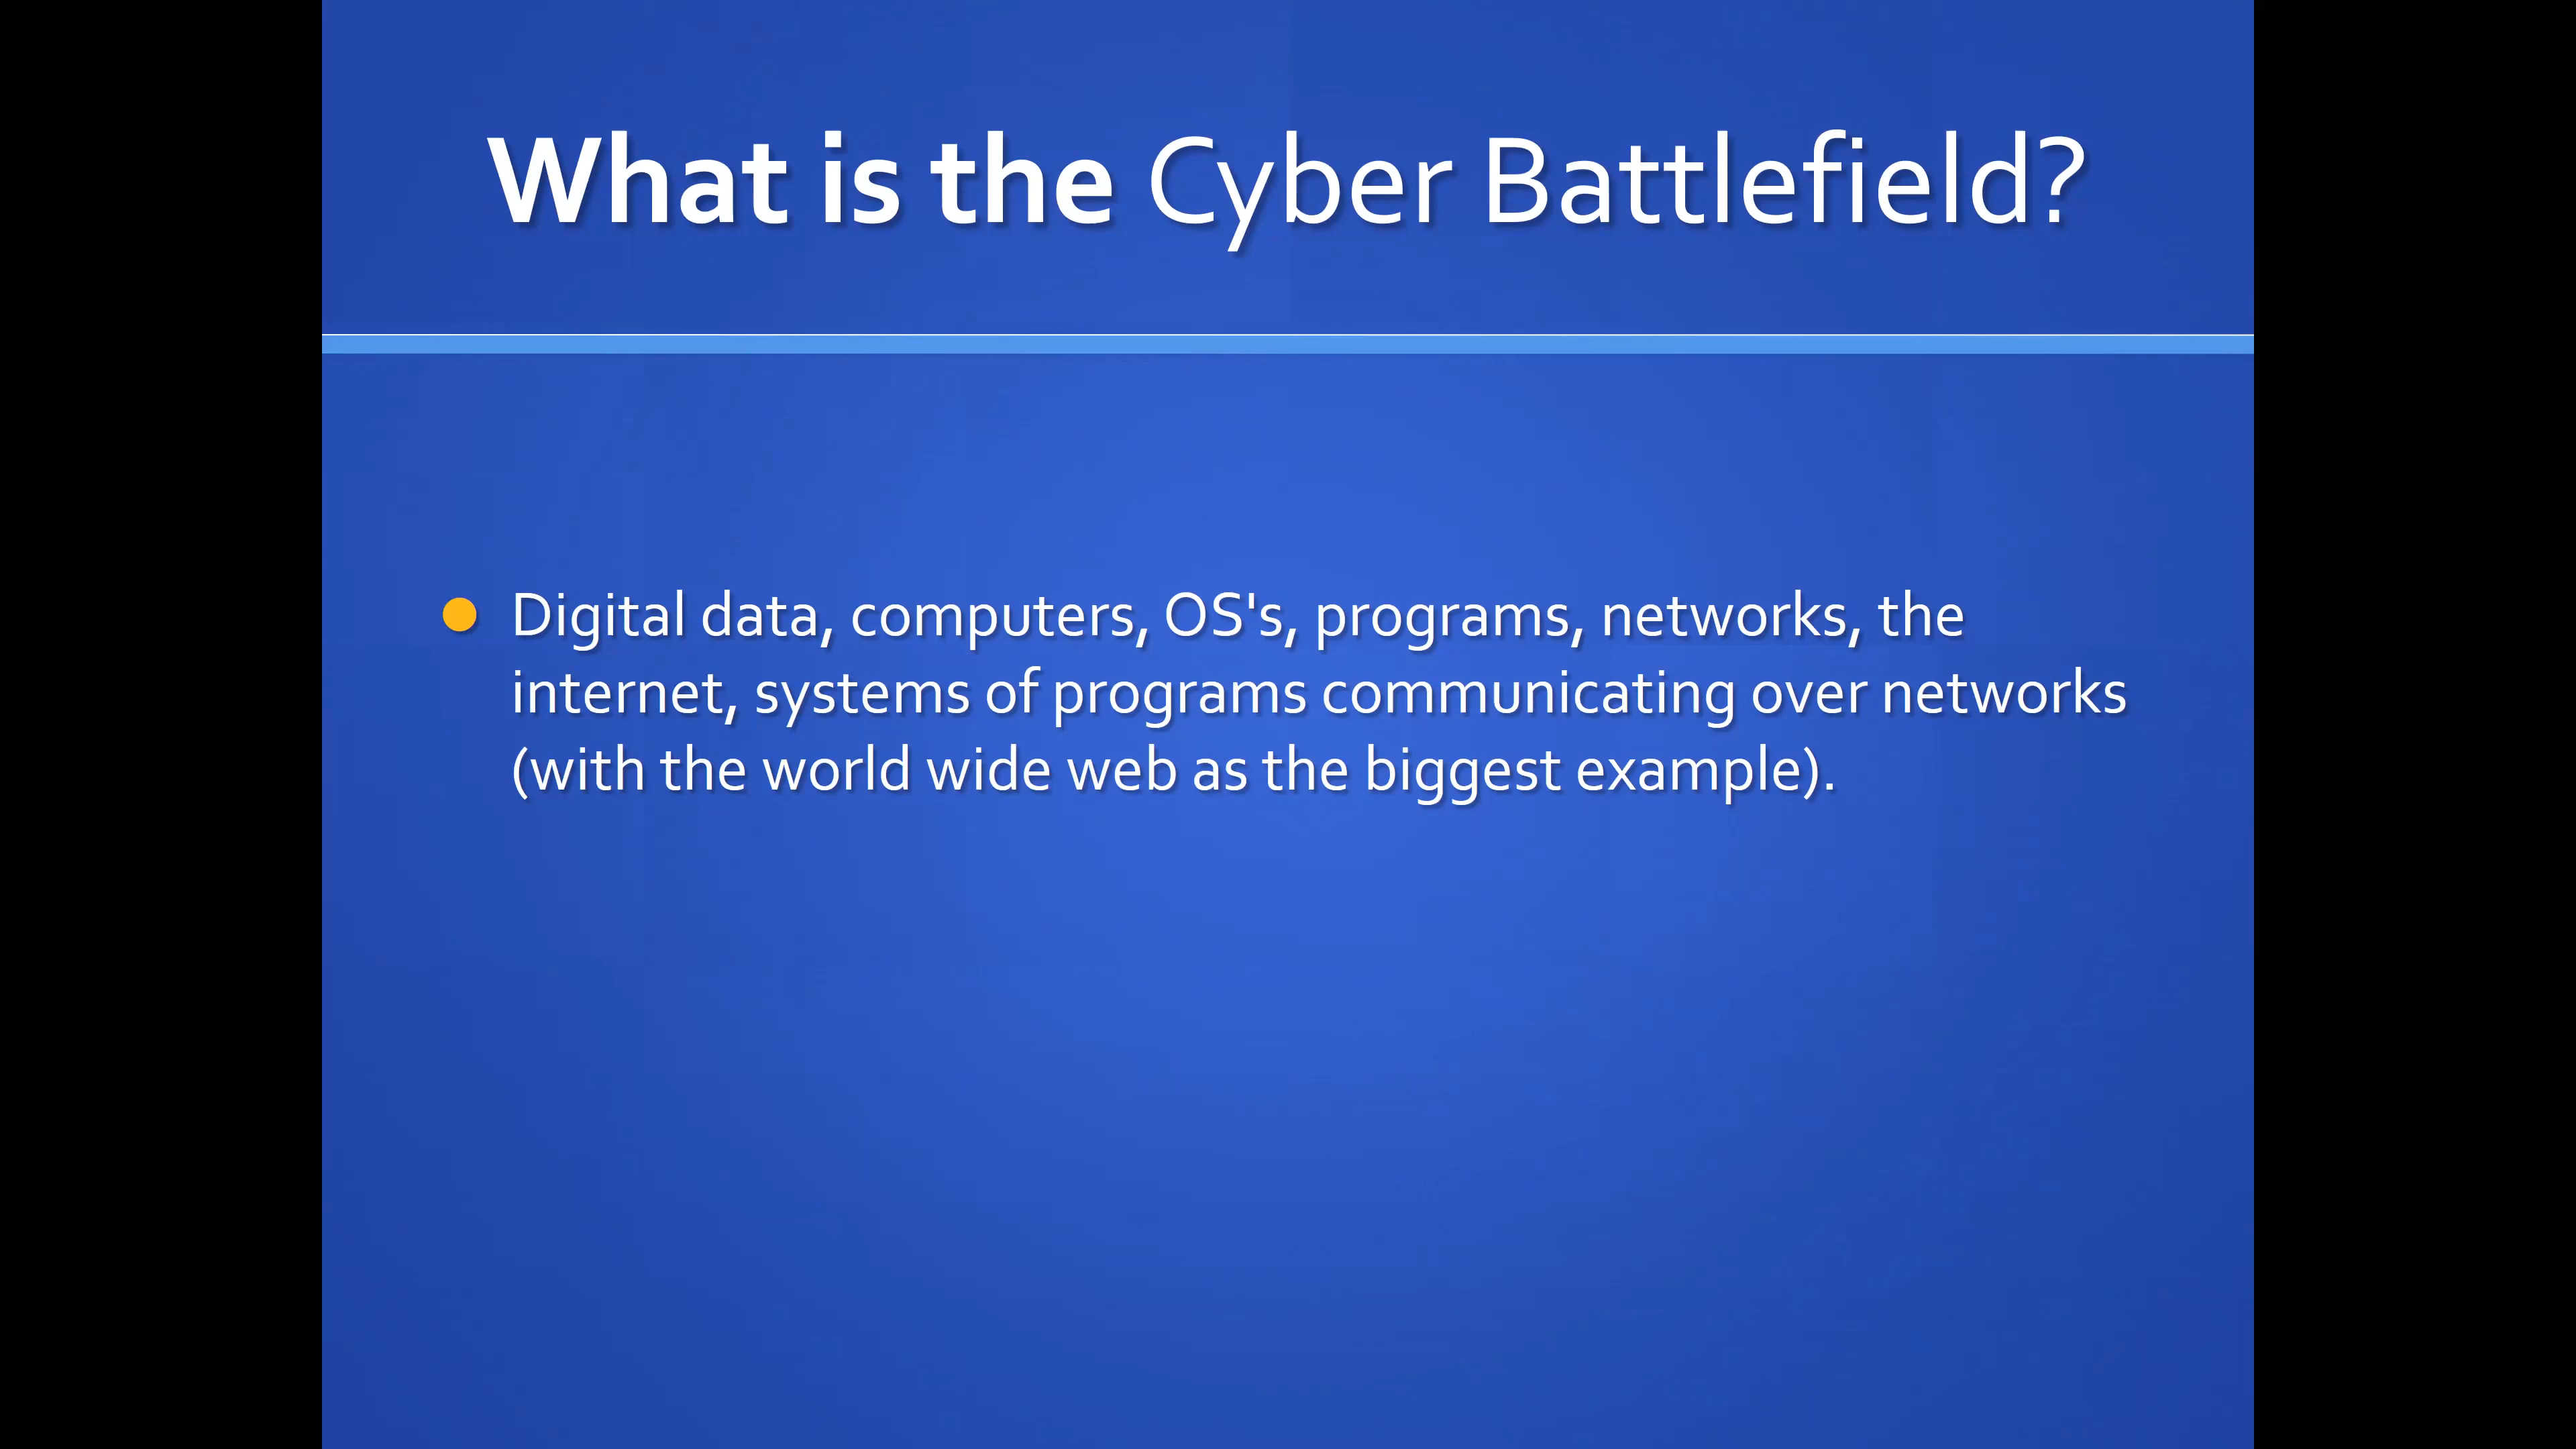 What is the Cyber Battlefield?
Digital data, computers, OS's, programs, networks, the
internet, systems of programs communicating over networks
(with the world wide web as the biggest example).